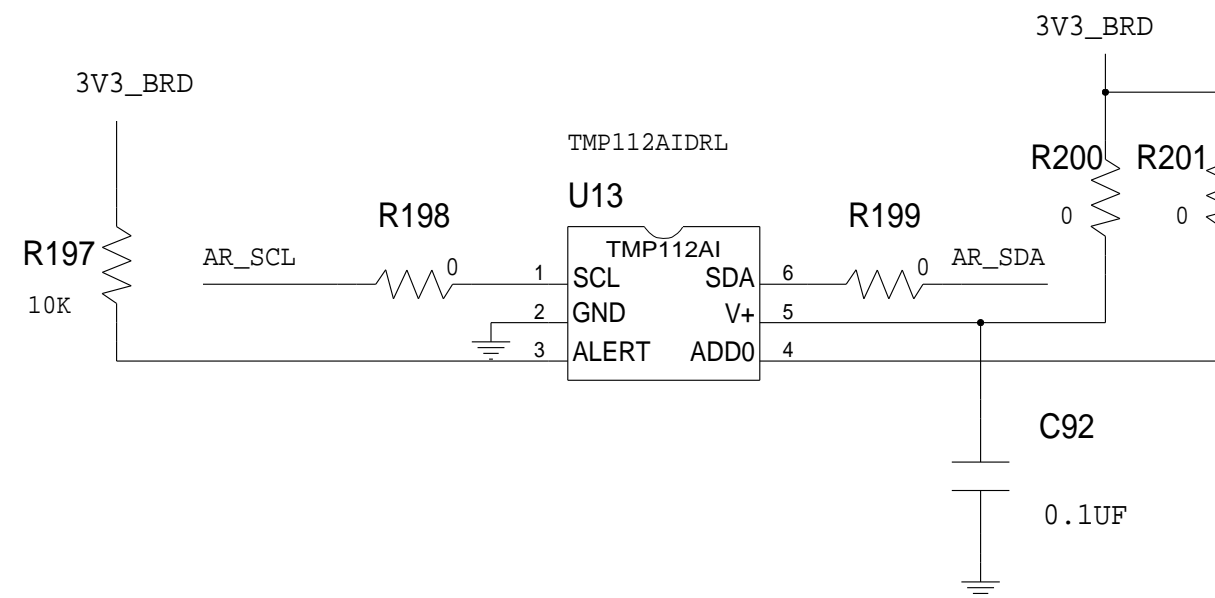 3V3_BRD
3V3_BRD
TMP112AIDRL
R200 R201
U13
R198 R199
0 0
TMP112AI
R197 AR_SCL 0 0 AR_SDA
1 SCL SDA 6
10K
2 GND V+ 5
3 ALERT ADD0 4
C92
0.1UF